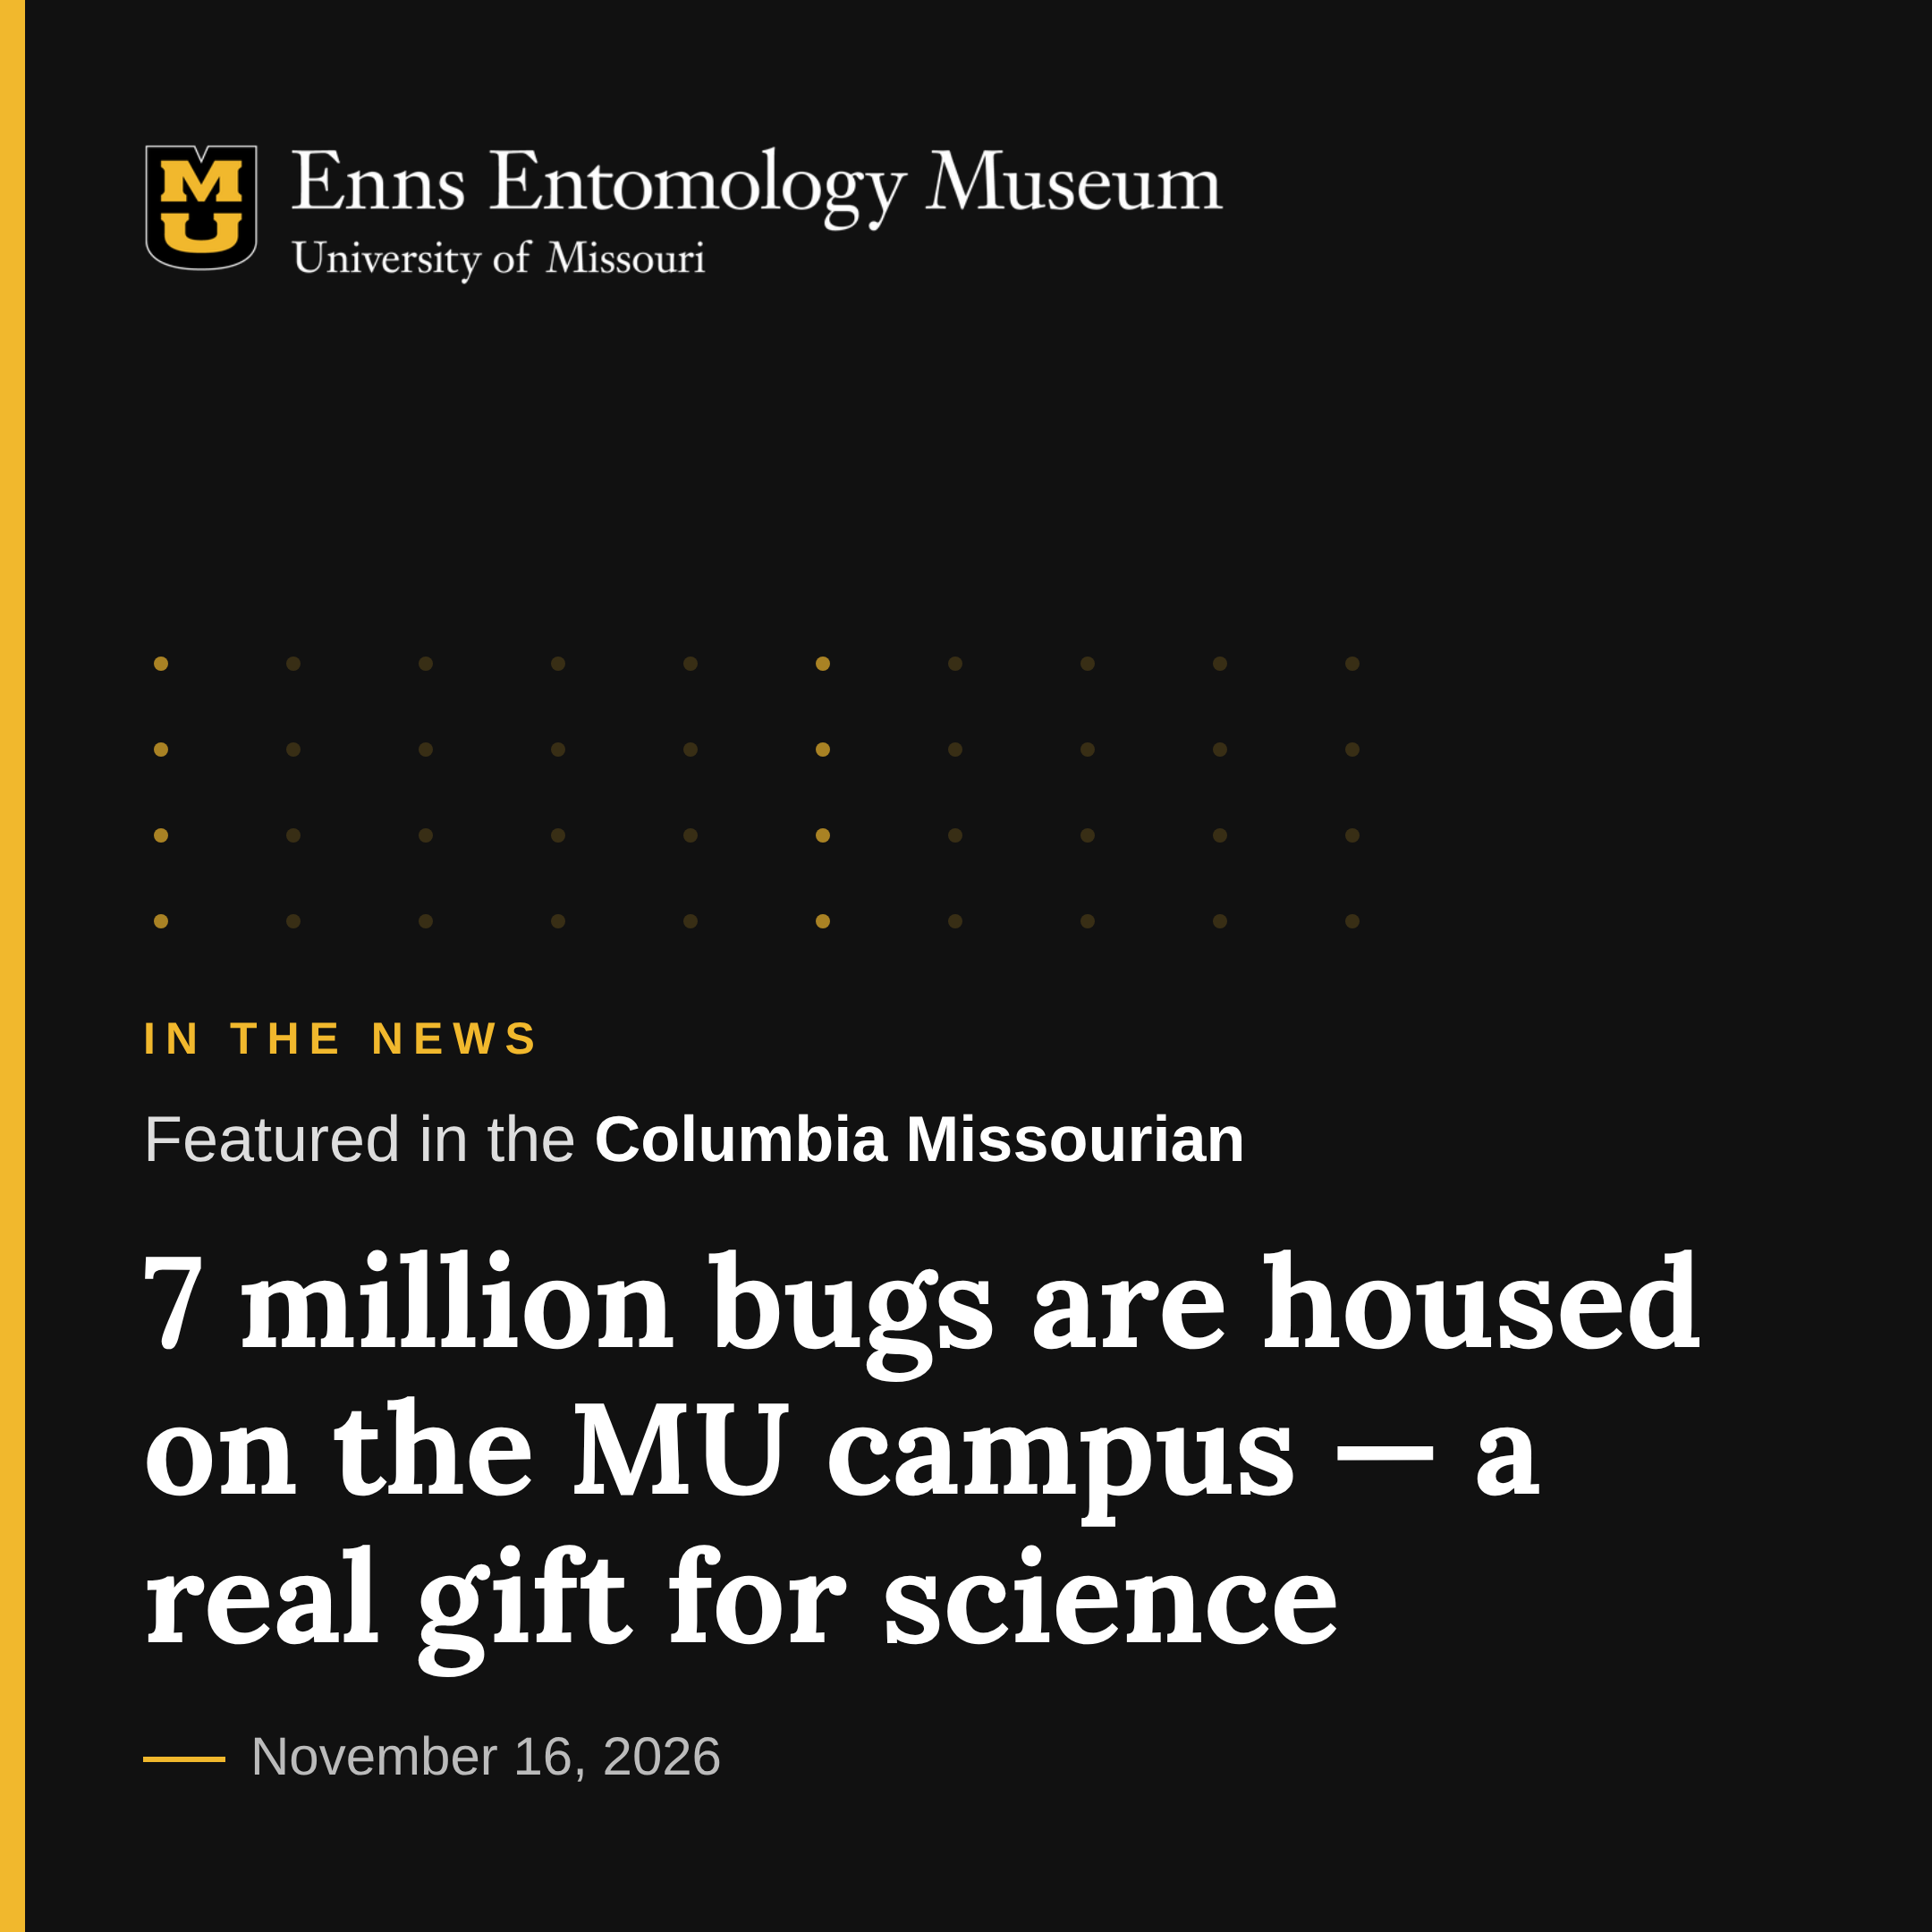 MU
Enns Entomology Museum
University of Missouri
IN THE NEWS
Featured in the Columbia Missourian
7 million bugs are housed
on the MU campus — a
real gift for science
November 16, 2026